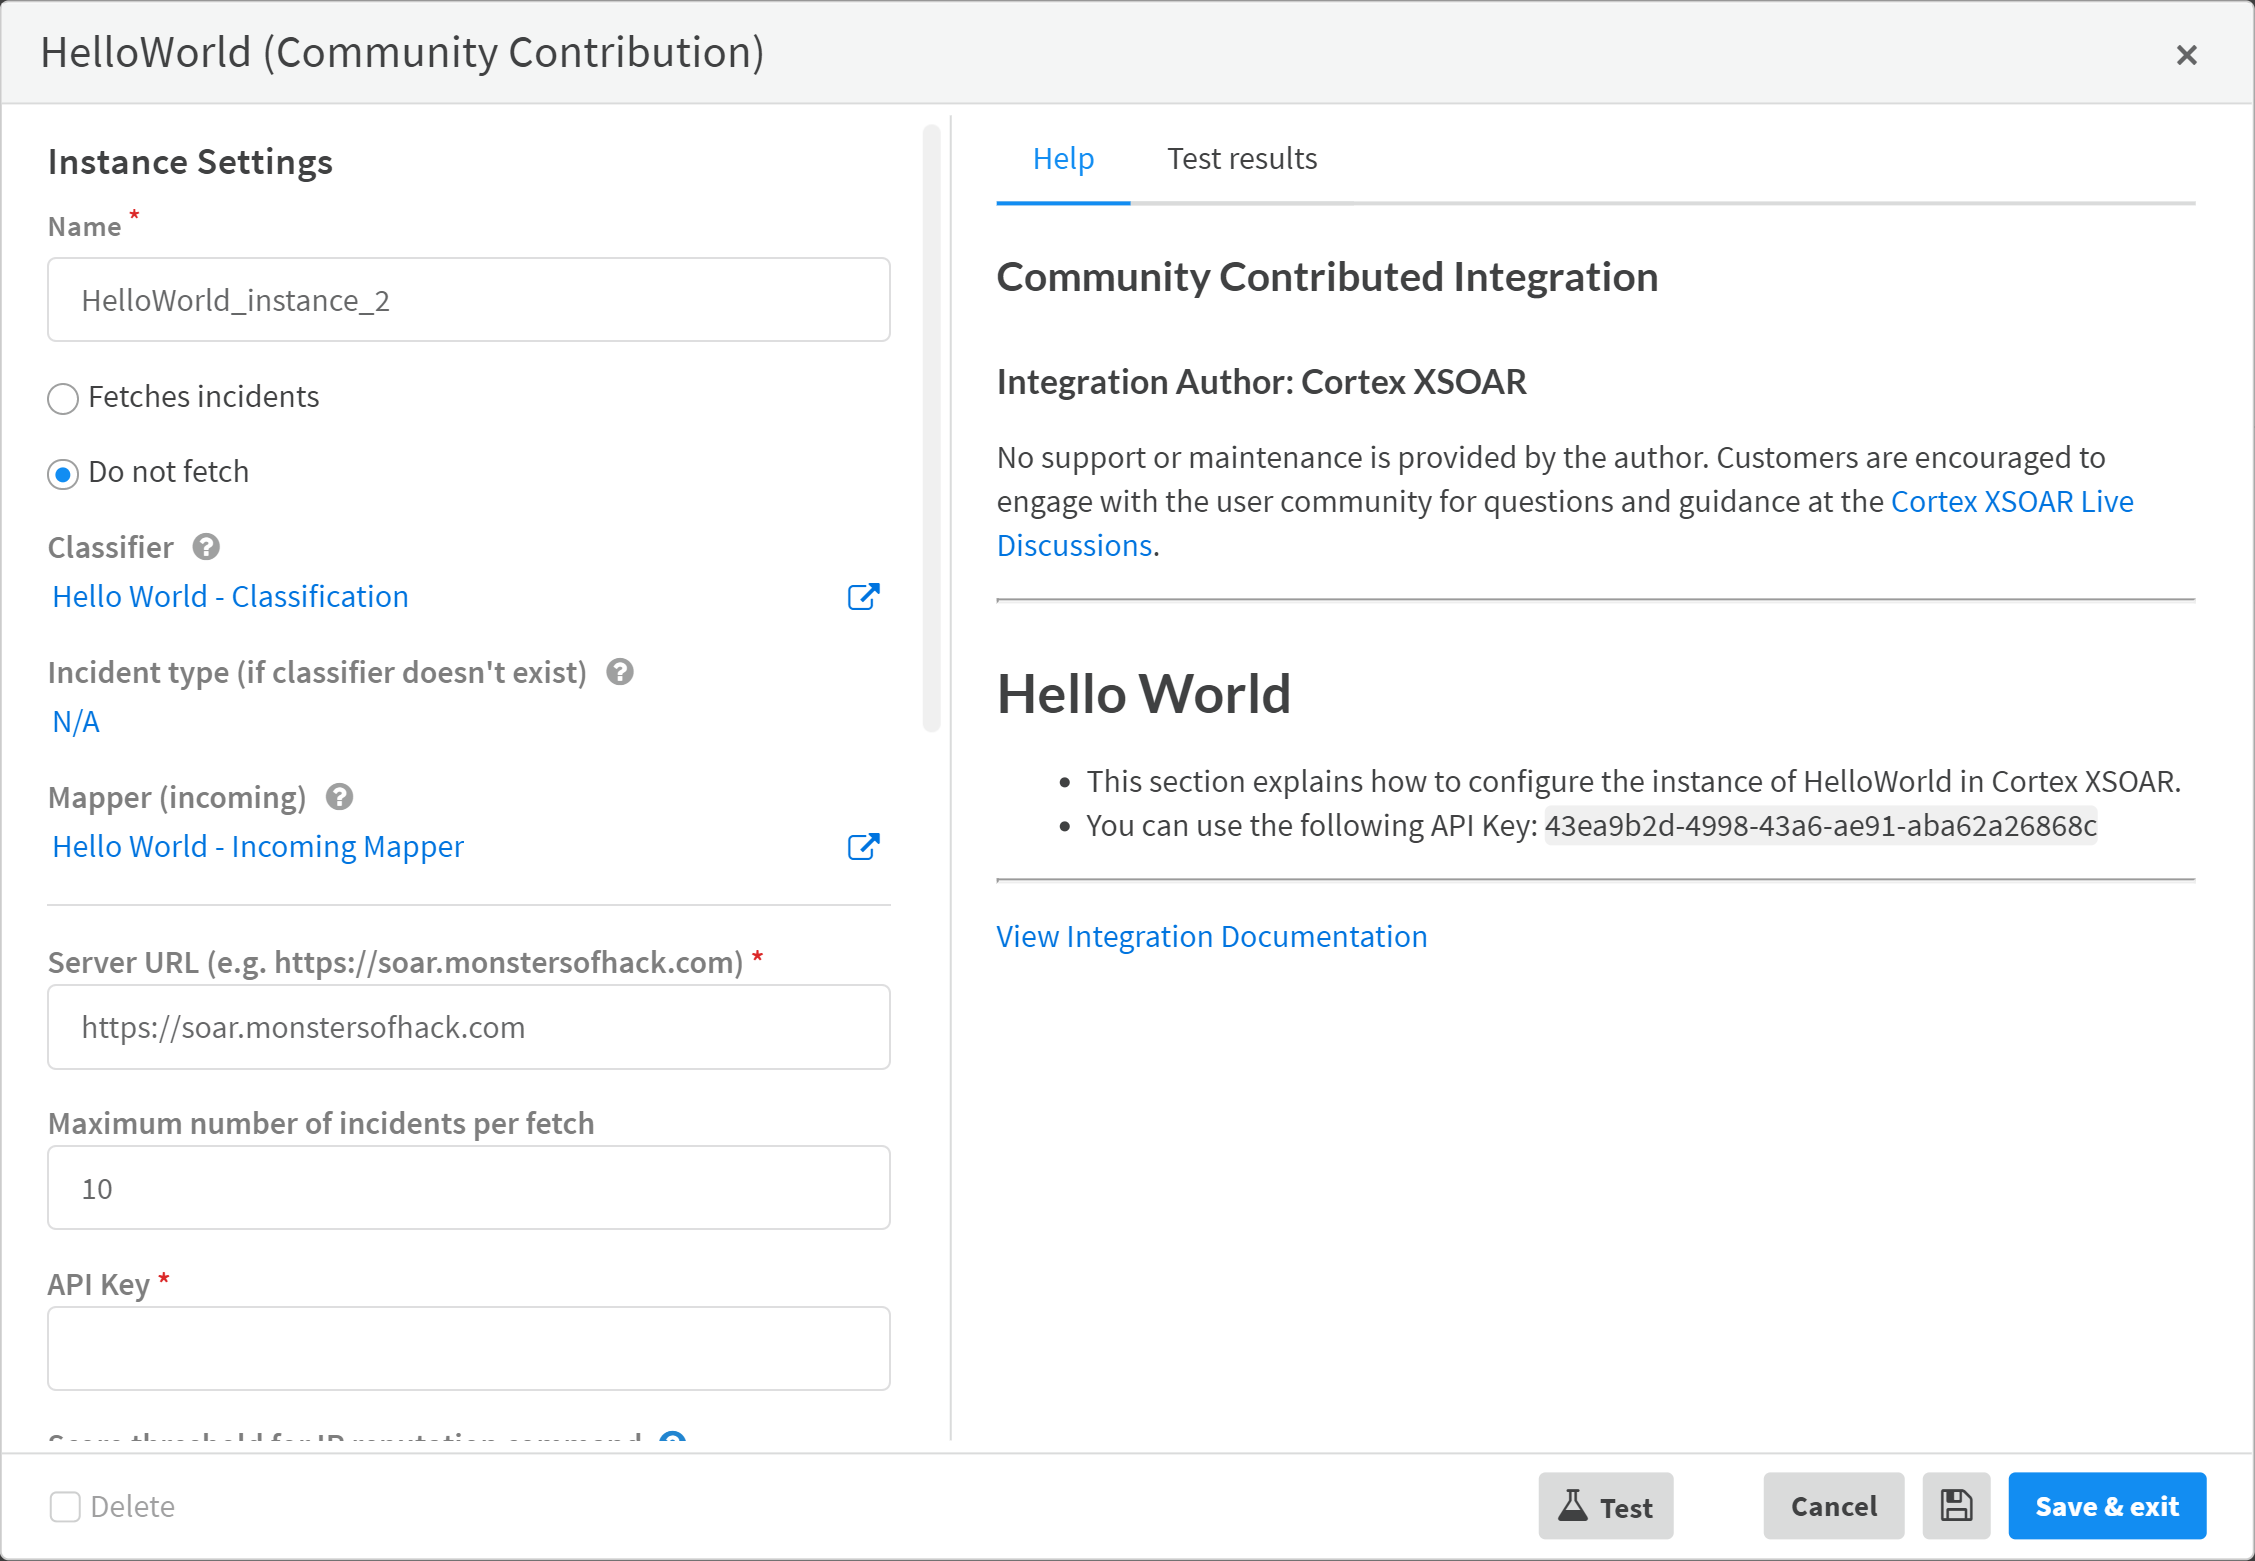 HelloWorld (Community Contribution)
Instance Settings
Name *
HelloWorld_instance_2
Fetches incidents
Do not fetch
Classifier
Hello World - Classification
Incident type (if classifier doesn't exist)
N/A
Mapper (incoming)
Hello World - Incoming Mapper
Server URL (e.g. https://soar.monstersofhack.com) *
https://soar.monstersofhack.com
Maximum number of incidents per fetch
10
API Key *
Score threshold for IP reputation command
Help Test results
Community Contributed Integration
Integration Author: Cortex XSOAR
No support or maintenance is provided by the author. Customers are encouraged to
engage with the user community for questions and guidance at the Cortex XSOAR Live
Discussions.
Hello World
• This section explains how to configure the instance of HelloWorld in Cortex XSOAR.
• You can use the following API Key: 43ea9b2d-4998-43a6-ae91-aba62a26868c
View Integration Documentation
Delete
Test
Cancel
Save & exit